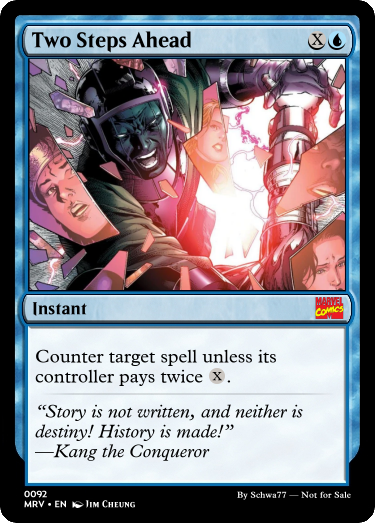 Two Steps Ahead X
Instant
MARVEL
COMICS
Counter target spell unless its
controller pays twice X.
“Story is not written, and neither is
destiny! History is made!”
—Kang the Conqueror
0092
MRV • EN Jim Cheung
By Schwa77 — Not for Sale